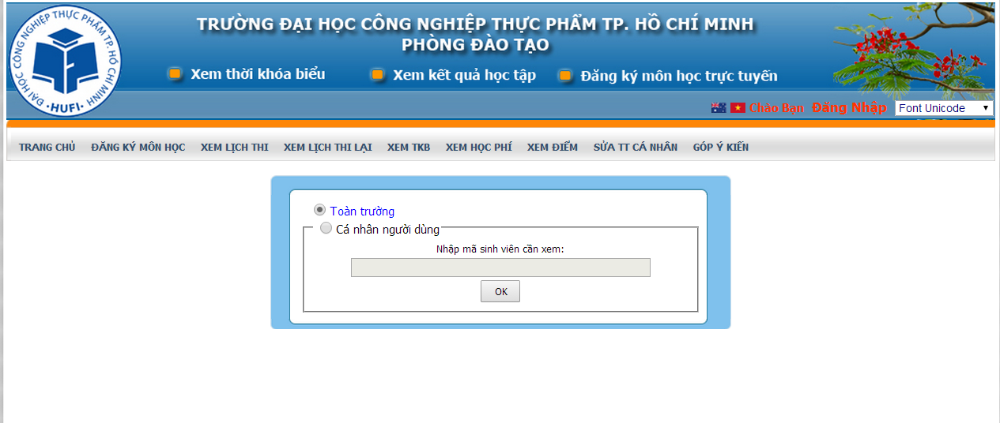 TRƯỜNG ĐẠI HỌC CÔNG NGHIỆP THỰC PHẨM TP. HỒ CHÍ MINH
PHÒNG ĐÀO TẠO
ĐẠI HỌC CÔNG NGHIỆP THỰC PHẨM TP. HỒ CHÍ MINH
·HUFI·
Xem thời khóa biểu Xem kết quả học tập Đăng ký môn học trực tuyến
Chào Bạn Đăng Nhập Font Unicode
TRANG CHỦ ĐĂNG KÝ MÔN HỌC XEM LỊCH THI XEM LỊCH THI LẠI XEM TKB XEM HỌC PHÍ XEM ĐIỂM SỬA TT CÁ NHÂN GÓP Ý KIẾN
Toàn trường
Cá nhân người dùng
Nhập mã sinh viên cần xem:
OK